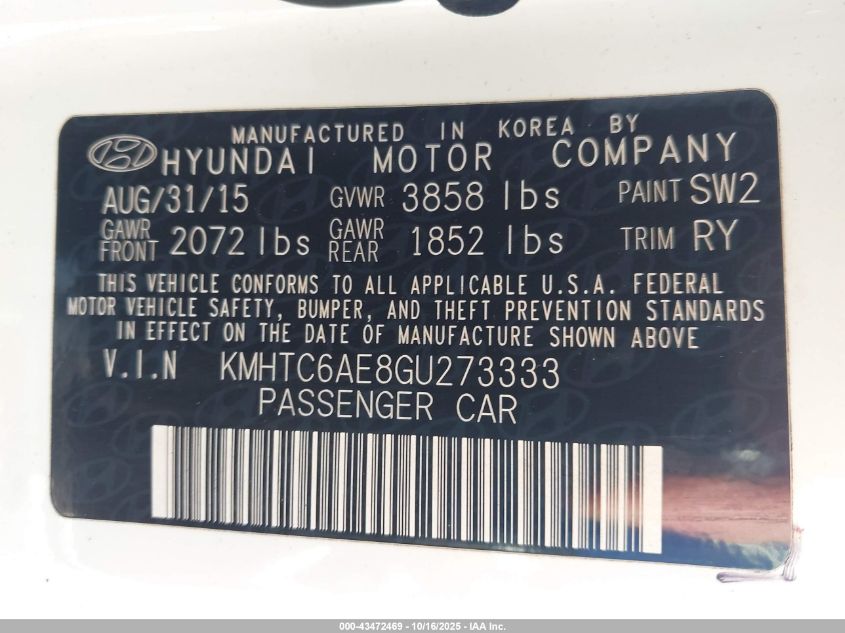 MANUFACTURED IN KOREA BY
HYUNDAI MOTOR COMPANY
AUG/31/15 GVWR 3858 lbs PAINT SW2
GAWR FRONT 2072 lbs GAWR REAR 1852 lbs TRIM RY
THIS VEHICLE CONFORMS TO ALL APPLICABLE U.S.A. FEDERAL
MOTOR VEHICLE SAFETY, BUMPER, AND THEFT PREVENTION STANDARDS
IN EFFECT ON THE DATE OF MANUFACTURE SHOWN ABOVE
V.I.N KMHTC6AE8GU273333
PASSENGER CAR
000-43472469 - 10/16/2025 - IAA Inc.